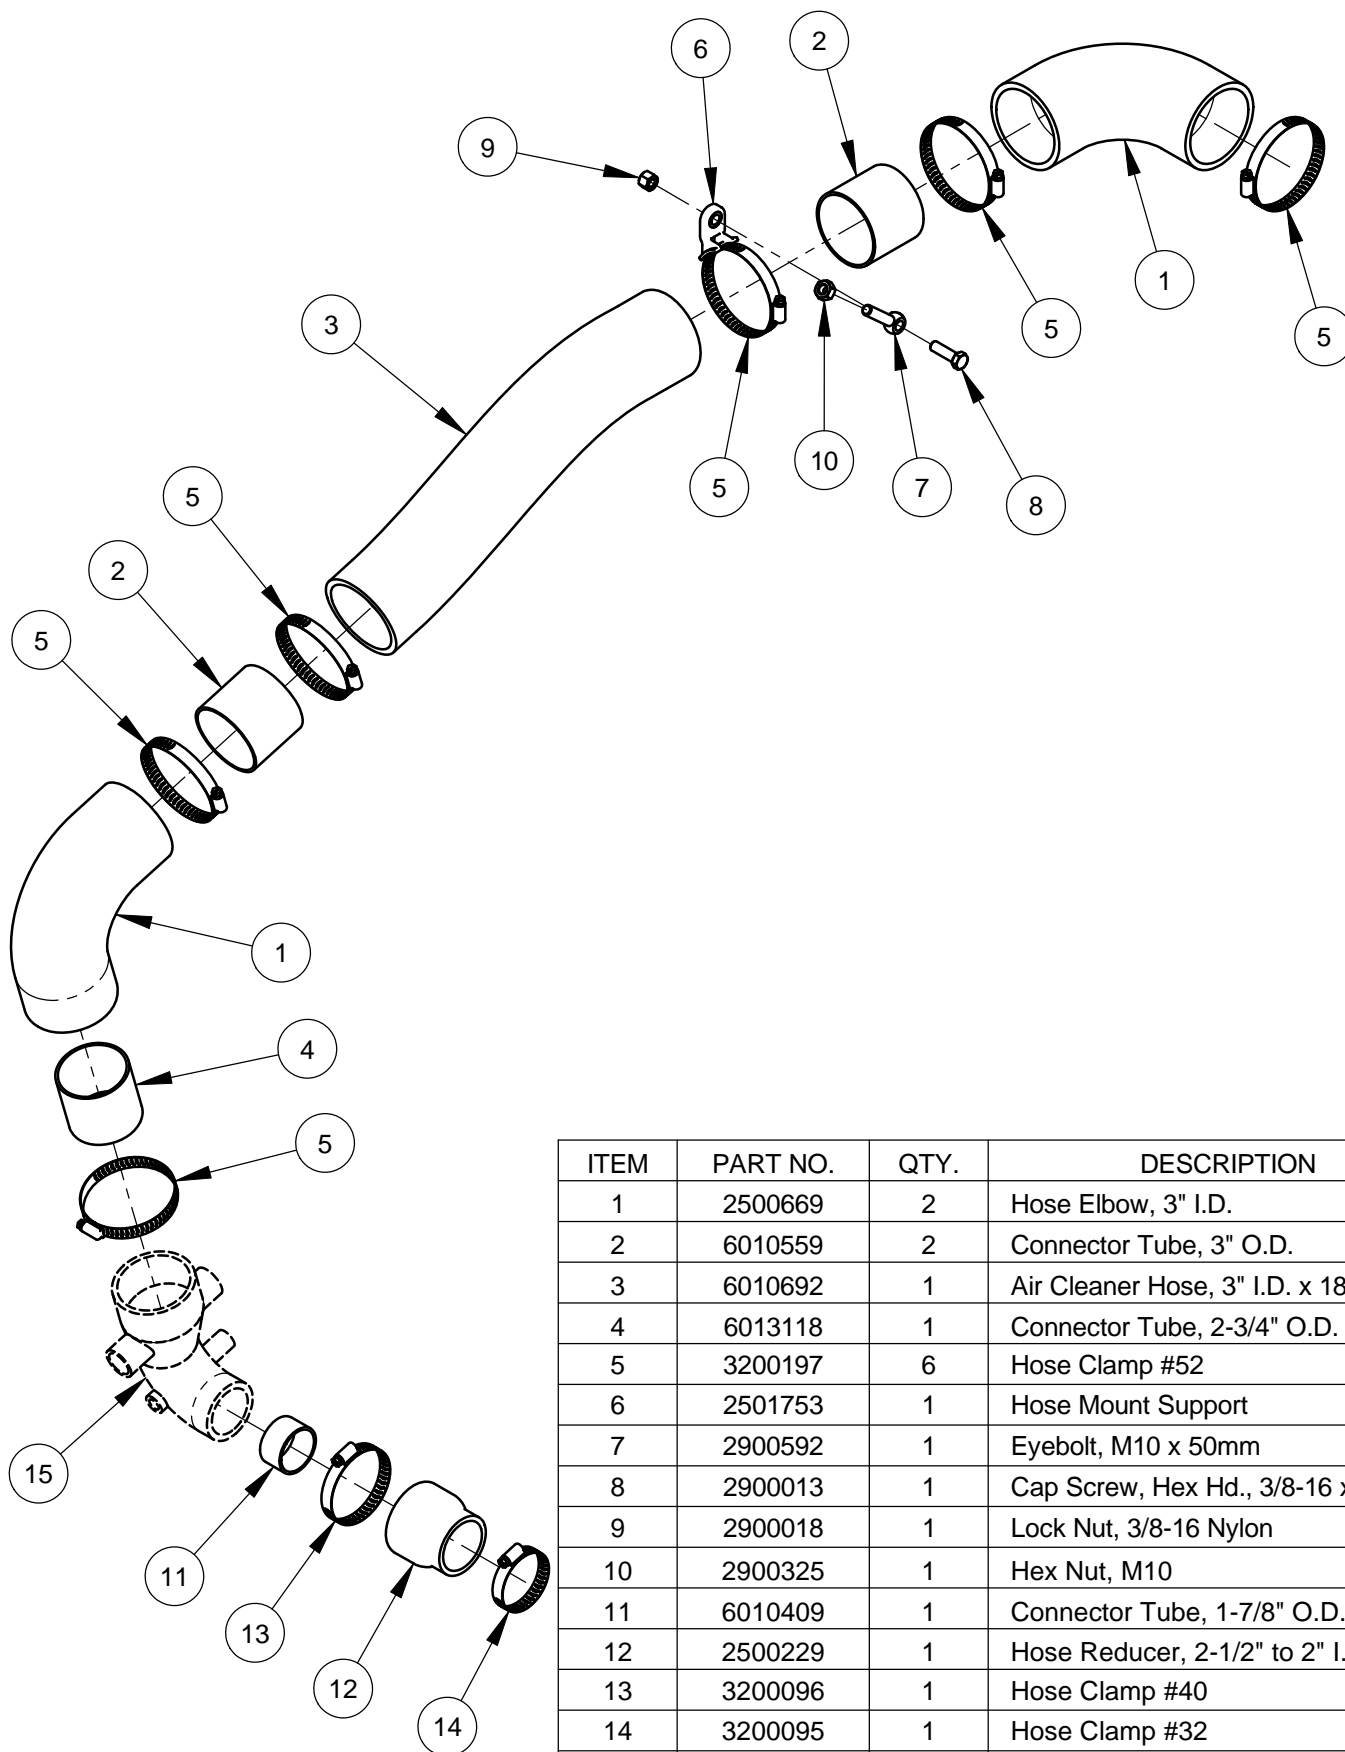 2
6
9
1
3
5
5
5
10
7
8
5
2
5
1
4
5
15
11
13
12
14
ITEM PART NO. QTY. DESCRIPTION
1 2500669 2 Hose Elbow, 3" I.D.
2 6010559 2 Connector Tube, 3" O.D.
3 6010692 1 Air Cleaner Hose, 3" I.D. x 18
4 6013118 1 Connector Tube, 2-3/4" O.D.
5 3200197 6 Hose Clamp #52
6 2501753 1 Hose Mount Support
7 2900592 1 Eyebolt, M10 x 50mm
8 2900013 1 Cap Screw, Hex Hd., 3/8-16 x
9 2900018 1 Lock Nut, 3/8-16 Nylon
10 2900325 1 Hex Nut, M10
11 6010409 1 Connector Tube, 1-7/8" O.D.
12 2500229 1 Hose Reducer, 2-1/2" to 2" I.
13 3200096 1 Hose Clamp #40
14 3200095 1 Hose Clamp #32